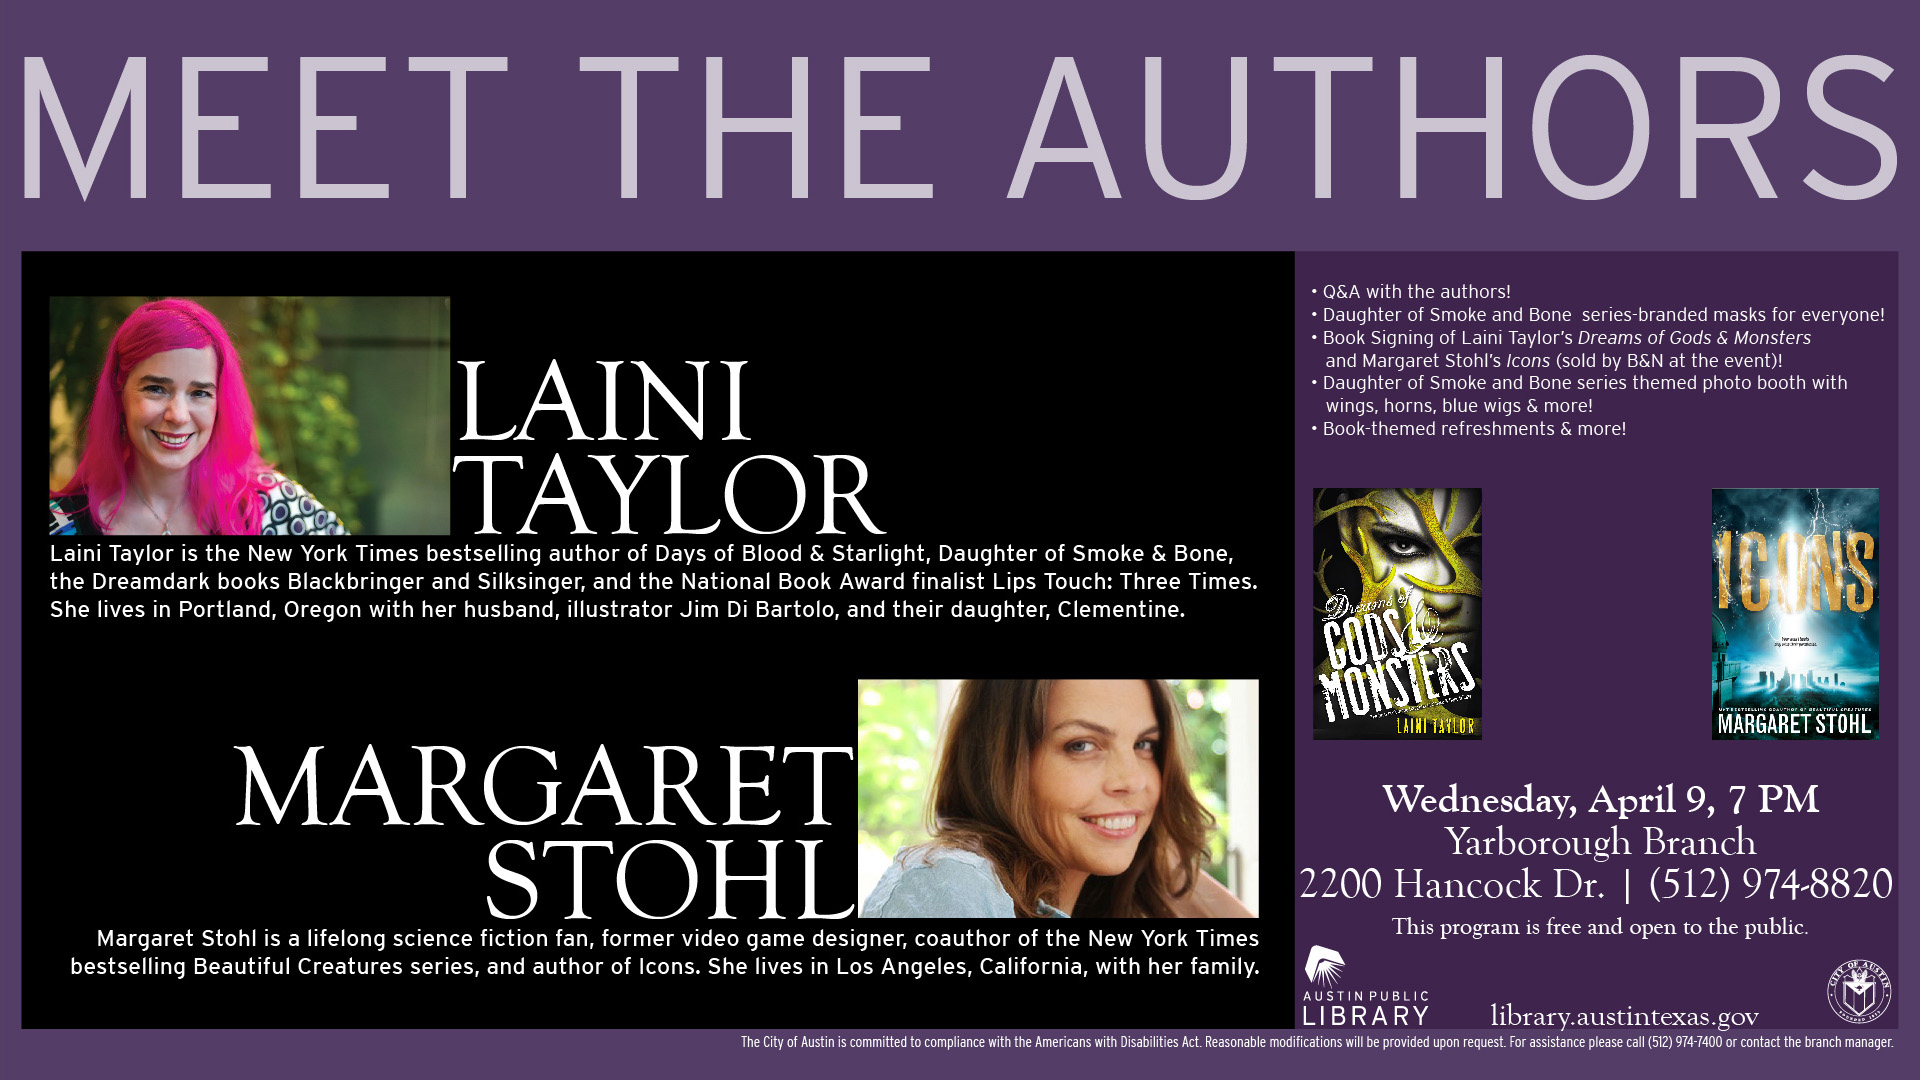 MEET THE AUTHORS
LAINI
TAYLOR
Laini Taylor is the New York Times bestselling author of Days of Blood & Starlight, Daughter of Smoke & Bone,
the Dreamdark books Blackbringer and Silksinger, and the National Book Award finalist Lips Touch: Three Times.
She lives in Portland, Oregon with her husband, illustrator Jim Di Bartolo, and their daughter, Clementine.
MARGARET
STOHL
Margaret Stohl is a lifelong science fiction fan, former video game designer, coauthor of the New York Times
bestselling Beautiful Creatures series, and author of Icons. She lives in Los Angeles, California, with her family.
• Q&A with the authors!
• Daughter of Smoke and Bone series-branded masks for everyone!
• Book Signing of Laini Taylor's Dreams of Gods & Monsters
and Margaret Stohl's Icons (sold by B&N at the event)!
• Daughter of Smoke and Bone series themed photo booth with
wings, horns, blue wigs & more!
• Book-themed refreshments & more!
Dreams of
GODS &
MONSTERS
LAINI TAYLOR
ICONS
MARGARET STOHL
Wednesday, April 9, 7 PM
Yarborough Branch
2200 Hancock Dr. | (512) 974-8820
This program is free and open to the public.
AUSTIN PUBLIC
LIBRARY
library.austintexas.gov
CITY OF AUSTIN
The City of Austin is committed to compliance with the Americans with Disabilities Act. Reasonable modifications will be provided upon request. For assistance please call (512) 974-7400 or contact the branch manager.